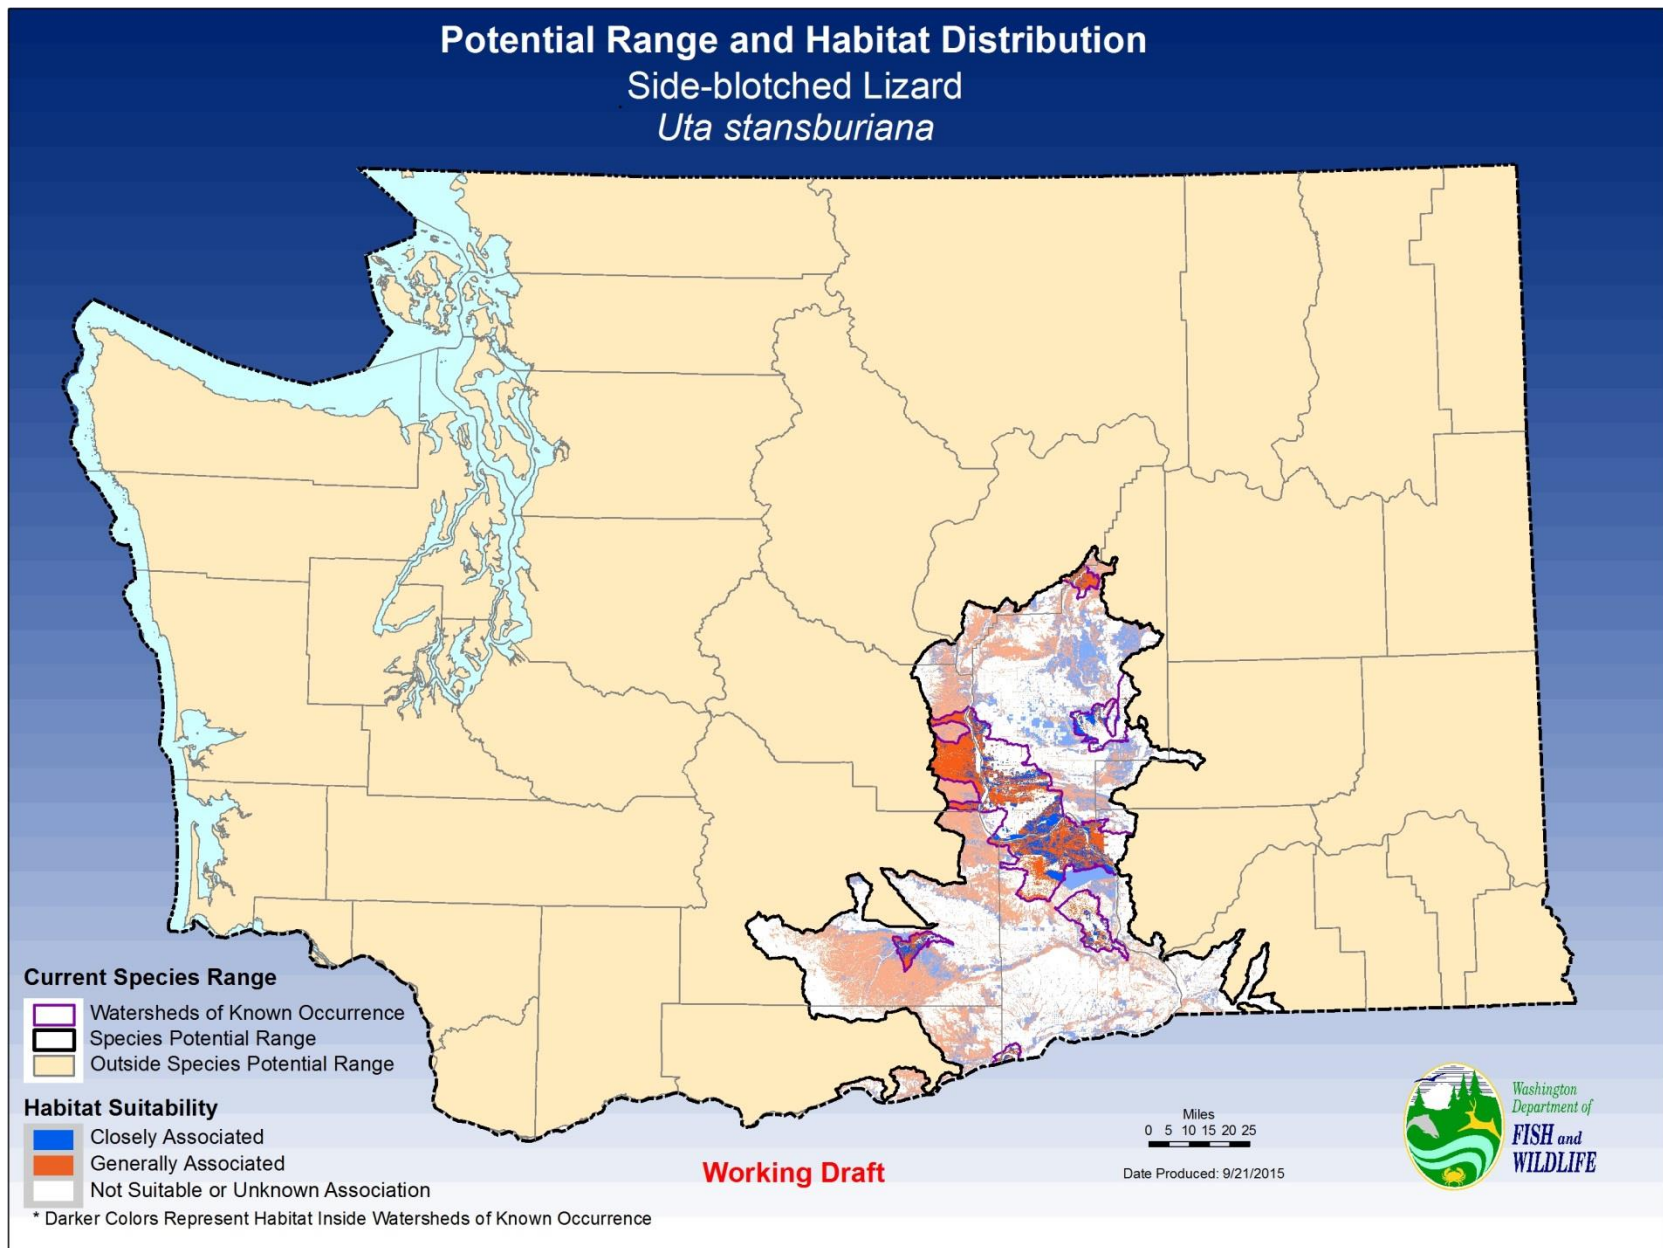 Potential Range and Habitat Distribution
Side-blotched Lizard
Uta stansburiana
Current Species Range
Watersheds of Known Occurrence
Species Potential Range
Outside Species Potential Range
Habitat Suitability
Closely Associated
Generally Associated
Not Suitable or Unknown Association
* Darker Colors Represent Habitat Inside Watersheds of Known Occurrence
Working Draft
Miles
0 5 10 15 20 25
Date Produced: 9/21/2015
Washington
Department of
FISH and
WILDLIFE